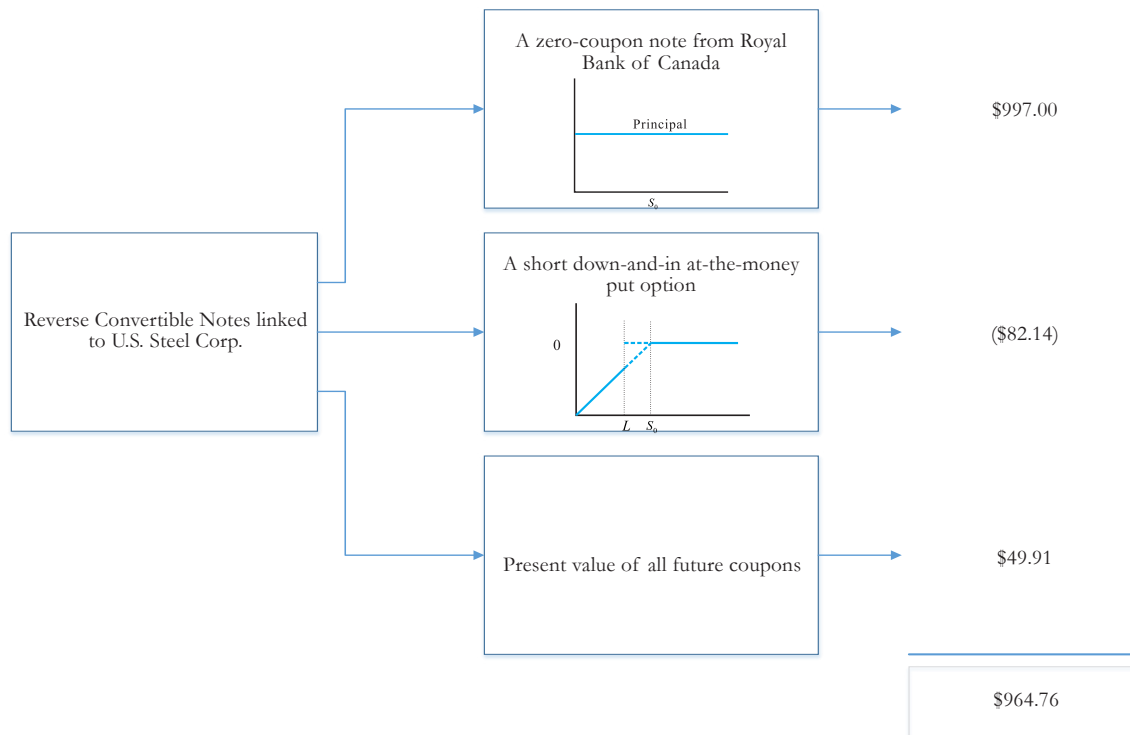 A zero-coupon note from Royal
Bank of Canada
Principal
S₀
$997.00
Reverse Convertible Notes linked
to U.S. Steel Corp.
A short down-and-in at-the-money
put option
0
L S₀
($82.14)
Present value of all future coupons
$49.91
$964.76